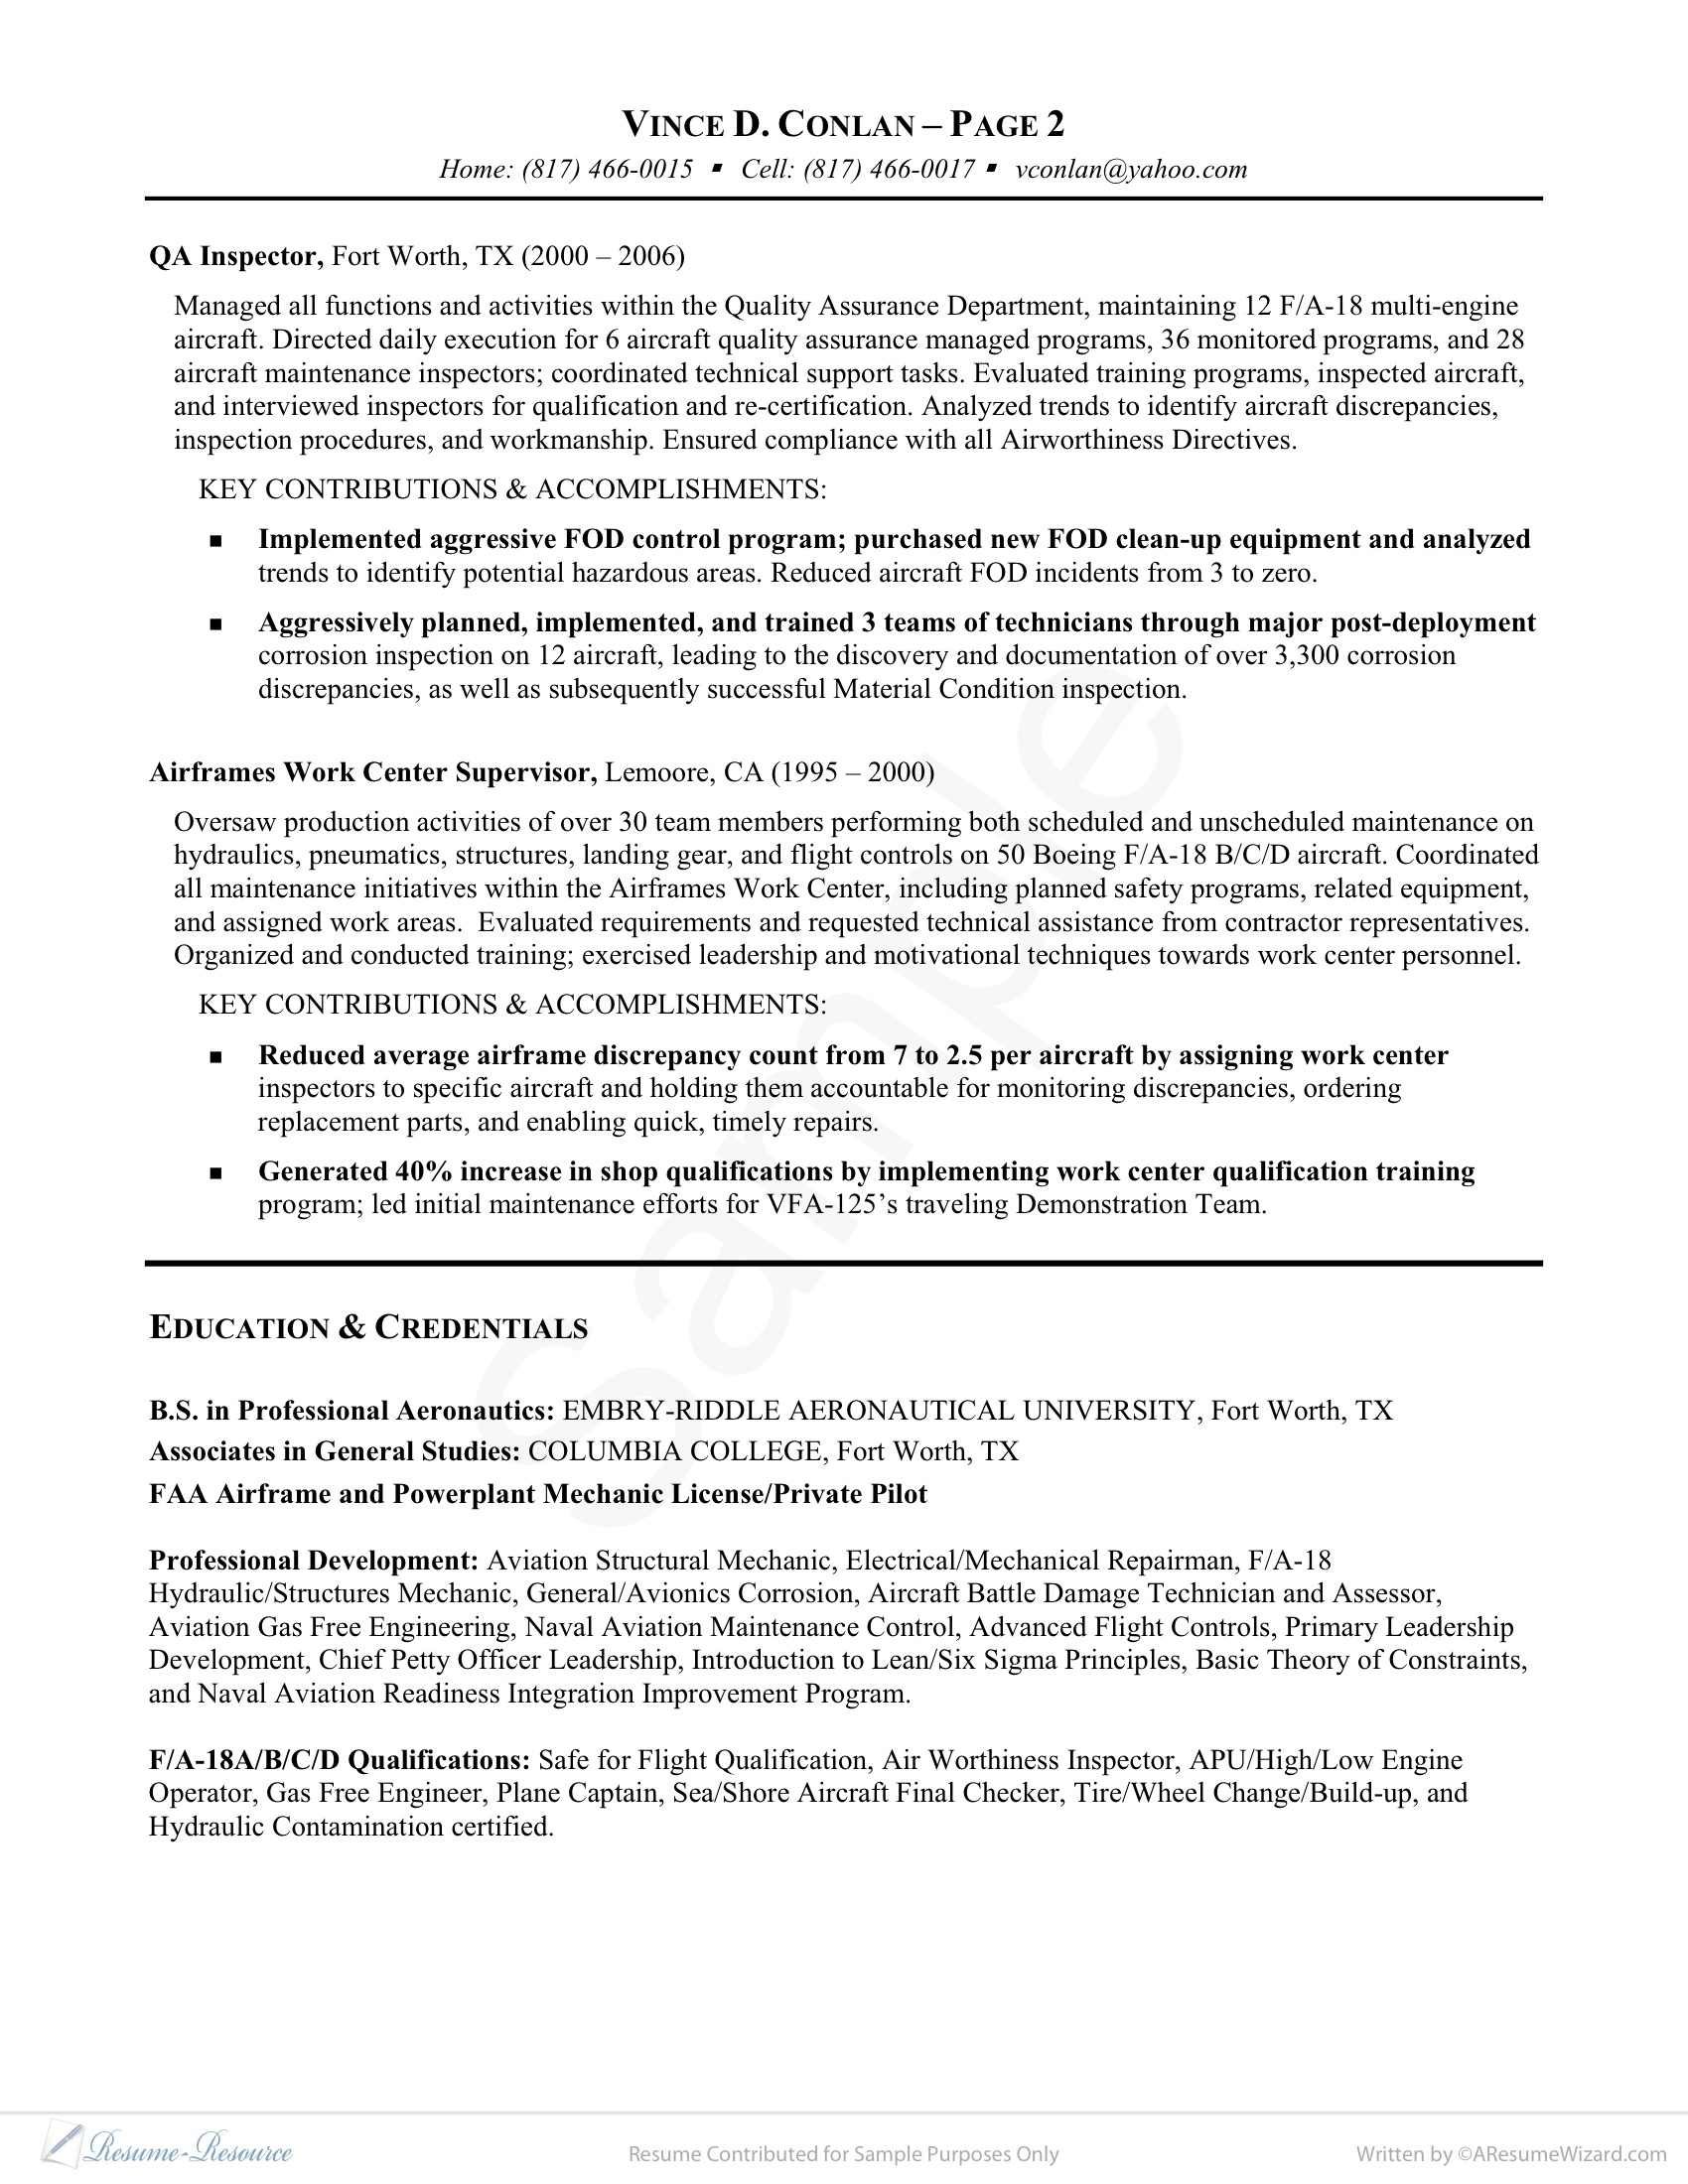 VINCE D. CONLAN – PAGE 2
Home: (817) 466-0015 ▪ Cell: (817) 466-0017 ▪ vconlan@yahoo.com
QA Inspector, Fort Worth, TX (2000 – 2006)
Managed all functions and activities within the Quality Assurance Department, maintaining 12 F/A-18 multi-engine
aircraft. Directed daily execution for 6 aircraft quality assurance managed programs, 36 monitored programs, and 28
aircraft maintenance inspectors; coordinated technical support tasks. Evaluated training programs, inspected aircraft,
and interviewed inspectors for qualification and re-certification. Analyzed trends to identify aircraft discrepancies,
inspection procedures, and workmanship. Ensured compliance with all Airworthiness Directives.
KEY CONTRIBUTIONS & ACCOMPLISHMENTS:
▪ Implemented aggressive FOD control program; purchased new FOD clean-up equipment and analyzed
trends to identify potential hazardous areas. Reduced aircraft FOD incidents from 3 to zero.
▪ Aggressively planned, implemented, and trained 3 teams of technicians through major post-deployment
corrosion inspection on 12 aircraft, leading to the discovery and documentation of over 3,300 corrosion
discrepancies, as well as subsequently successful Material Condition inspection.
Airframes Work Center Supervisor, Lemoore, CA (1995 – 2000)
Oversaw production activities of over 30 team members performing both scheduled and unscheduled maintenance on
hydraulics, pneumatics, structures, landing gear, and flight controls on 50 Boeing F/A-18 B/C/D aircraft. Coordinated
all maintenance initiatives within the Airframes Work Center, including planned safety programs, related equipment,
and assigned work areas. Evaluated requirements and requested technical assistance from contractor representatives.
Organized and conducted training; exercised leadership and motivational techniques towards work center personnel.
KEY CONTRIBUTIONS & ACCOMPLISHMENTS:
▪ Reduced average airframe discrepancy count from 7 to 2.5 per aircraft by assigning work center
inspectors to specific aircraft and holding them accountable for monitoring discrepancies, ordering
replacement parts, and enabling quick, timely repairs.
▪ Generated 40% increase in shop qualifications by implementing work center qualification training
program; led initial maintenance efforts for VFA-125’s traveling Demonstration Team.
Sample
EDUCATION & CREDENTIALS
B.S. in Professional Aeronautics: EMBRY-RIDDLE AERONAUTICAL UNIVERSITY, Fort Worth, TX
Associates in General Studies: COLUMBIA COLLEGE, Fort Worth, TX
FAA Airframe and Powerplant Mechanic License/Private Pilot
Professional Development: Aviation Structural Mechanic, Electrical/Mechanical Repairman, F/A-18
Hydraulic/Structures Mechanic, General/Avionics Corrosion, Aircraft Battle Damage Technician and Assessor,
Aviation Gas Free Engineering, Naval Aviation Maintenance Control, Advanced Flight Controls, Primary Leadership
Development, Chief Petty Officer Leadership, Introduction to Lean/Six Sigma Principles, Basic Theory of Constraints,
and Naval Aviation Readiness Integration Improvement Program.
F/A-18A/B/C/D Qualifications: Safe for Flight Qualification, Air Worthiness Inspector, APU/High/Low Engine
Operator, Gas Free Engineer, Plane Captain, Sea/Shore Aircraft Final Checker, Tire/Wheel Change/Build-up, and
Hydraulic Contamination certified.
Resume-Resource
Resume Contributed for Sample Purposes Only
Written by ©AResumeWizard.com